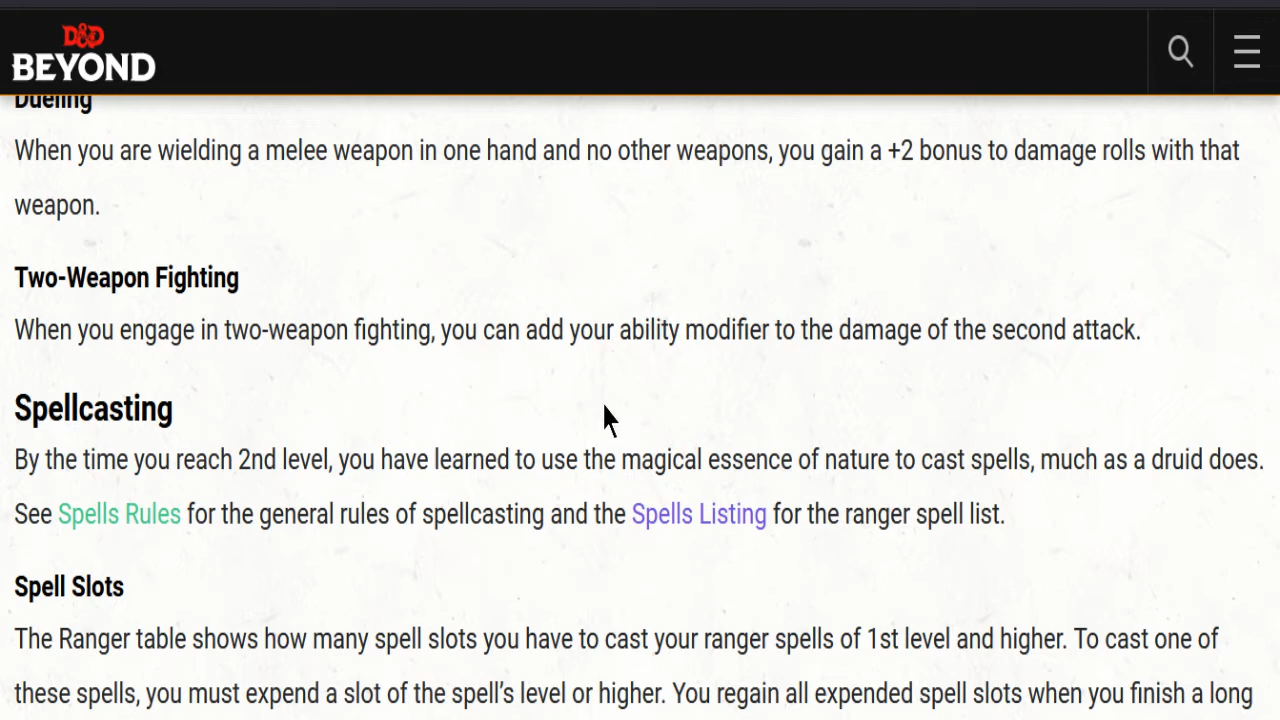 D&D
BEYOND
Dueling
When you are wielding a melee weapon in one hand and no other weapons, you gain a +2 bonus to damage rolls with that
weapon.
Two-Weapon Fighting
When you engage in two-weapon fighting, you can add your ability modifier to the damage of the second attack.
Spellcasting
By the time you reach 2nd level, you have learned to use the magical essence of nature to cast spells, much as a druid does.
See Spells Rules for the general rules of spellcasting and the Spells Listing for the ranger spell list.
Spell Slots
The Ranger table shows how many spell slots you have to cast your ranger spells of 1st level and higher. To cast one of
these spells, you must expend a slot of the spell’s level or higher. You regain all expended spell slots when you finish a long